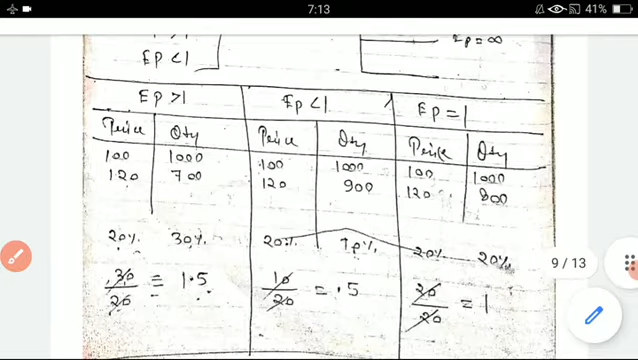 7:13
41%
>1
Ep = ∞
Ep <1
Ep >1 Ep <1 Ep = 1
Price Qty Price Qty Price Qty
100 1000 100 1000 100 1000
120 700 120 900 120 800
20% 30% 20% 10% 20% 20%
30/20 = 1.5 10/20 = .5 20/20 = 1
9 / 13